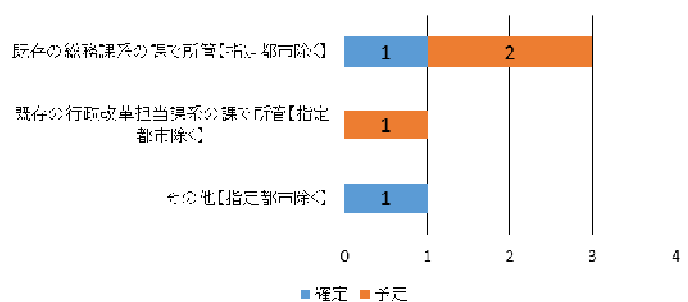 既存の総務課系の課で所管【指定都市除く】
1
2
既存の行政改革担当課系の課で所管【指定
都市除く】
1
その他【指定都市除く】
1
0 1 2 3 4
確定 予定